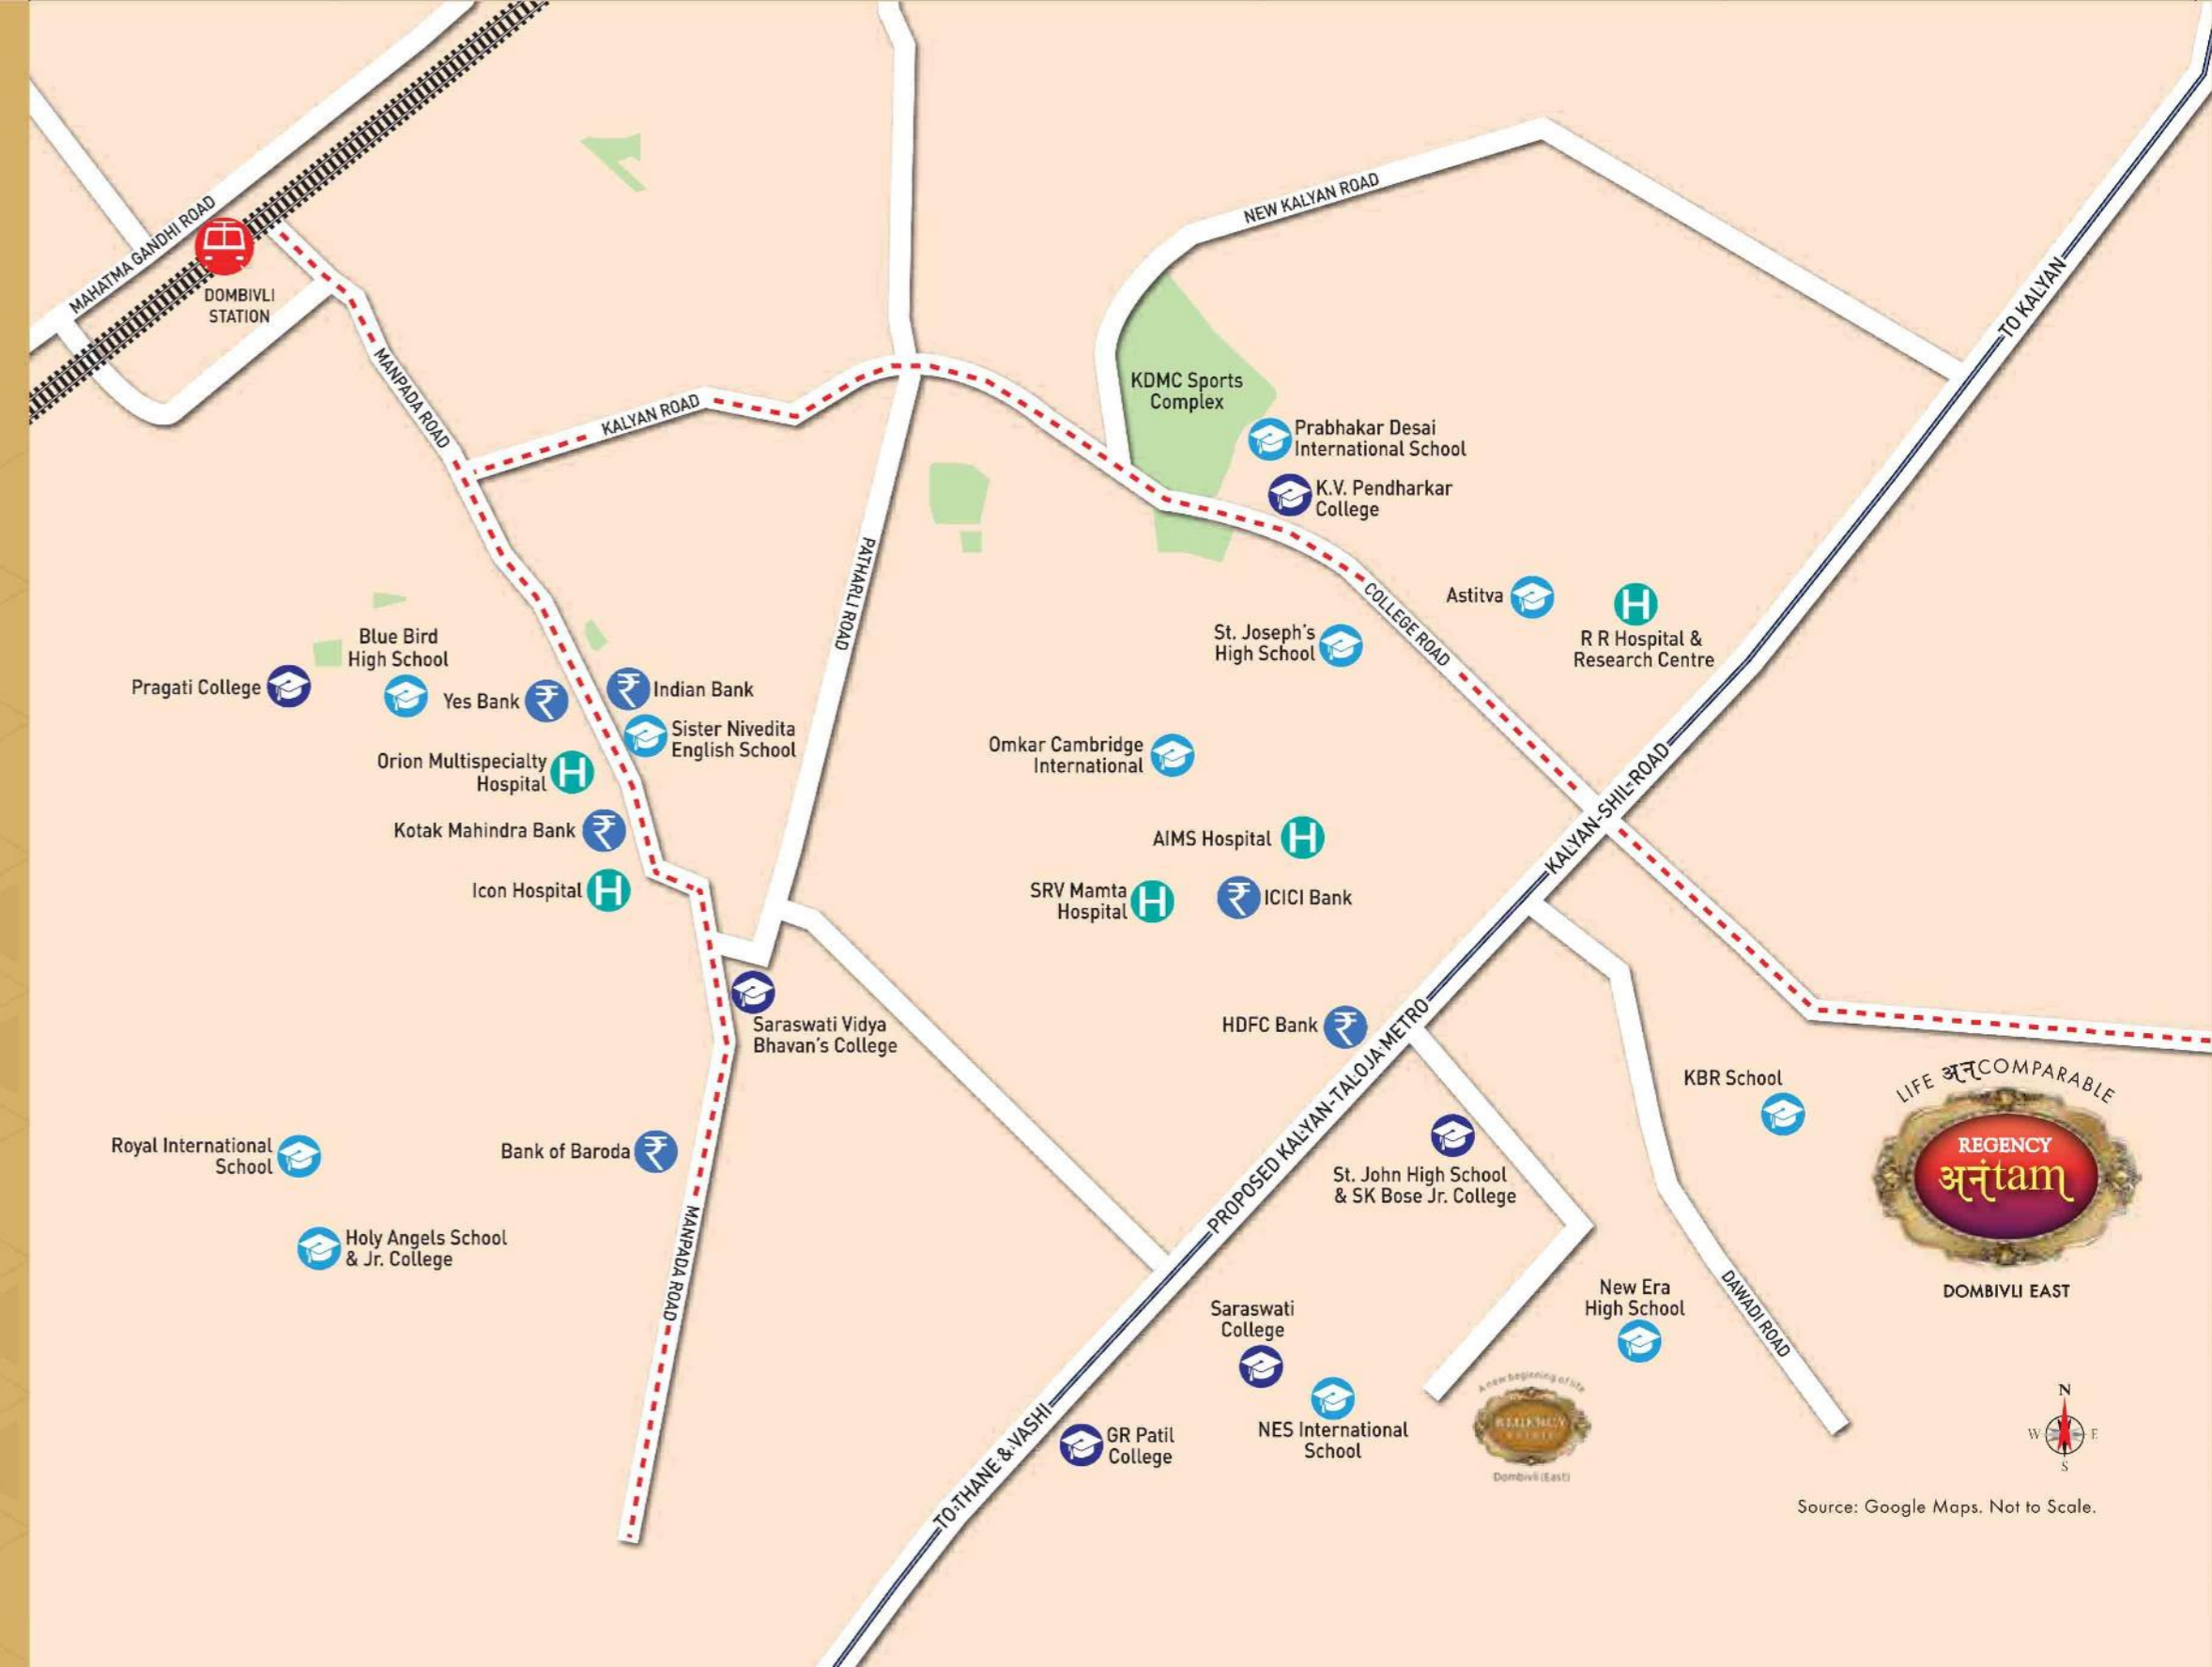 MAHATMA GANDHI ROAD
DOMBIVLI
STATION
MANPADA ROAD
KALYAN ROAD
PATHARLI ROAD
NEW KALYAN ROAD
TO KALYAN
KDMC Sports
Complex
Prabhakar Desai
International School
K.V. Pendharkar
College
COLLEGE ROAD
Astitva
R R Hospital &
Research Centre
St. Joseph's
High School
Blue Bird
High School
Pragati College
Yes Bank
Indian Bank
Sister Nivedita
English School
Orion Multispecialty
Hospital
Kotak Mahindra Bank
Icon Hospital
Omkar Cambridge
International
AIMS Hospital
SRV Mamta
Hospital
ICICI Bank
KALYAN-SHIL-ROAD
HDFC Bank
PROPOSED KALYAN-TALOJA METRO
Saraswati Vidya
Bhavan's College
Royal International
School
Bank of Baroda
Holy Angels School
& Jr. College
MANPADA ROAD
St. John High School
& SK Bose Jr. College
KBR School
LIFE अनCOMPARABLE
REGENCY
अनंtam
DOMBIVLI EAST
New Era
High School
DAWADI ROAD
Saraswati
College
NES International
School
GR Patil
College
TO THANE & VASHI
A new beginning of life
REGENCY
Dombivli (East)
N
W
E
S
Source: Google Maps. Not to Scale.